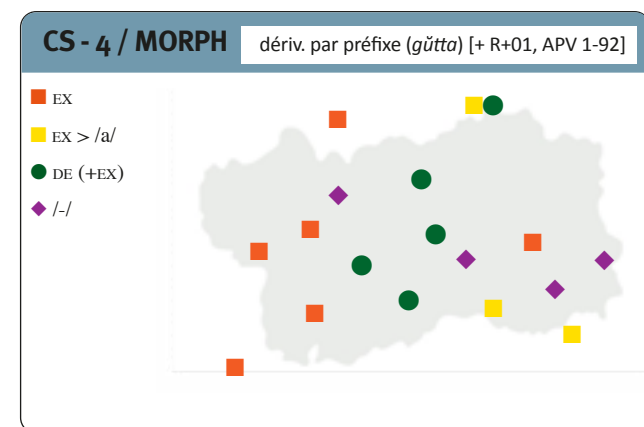 CS - 4 / MORPH dériv. par préfixe (gŭtta) [+ R+01, APV 1-92]
EX
EX > /a/
DE (+EX)
/-/